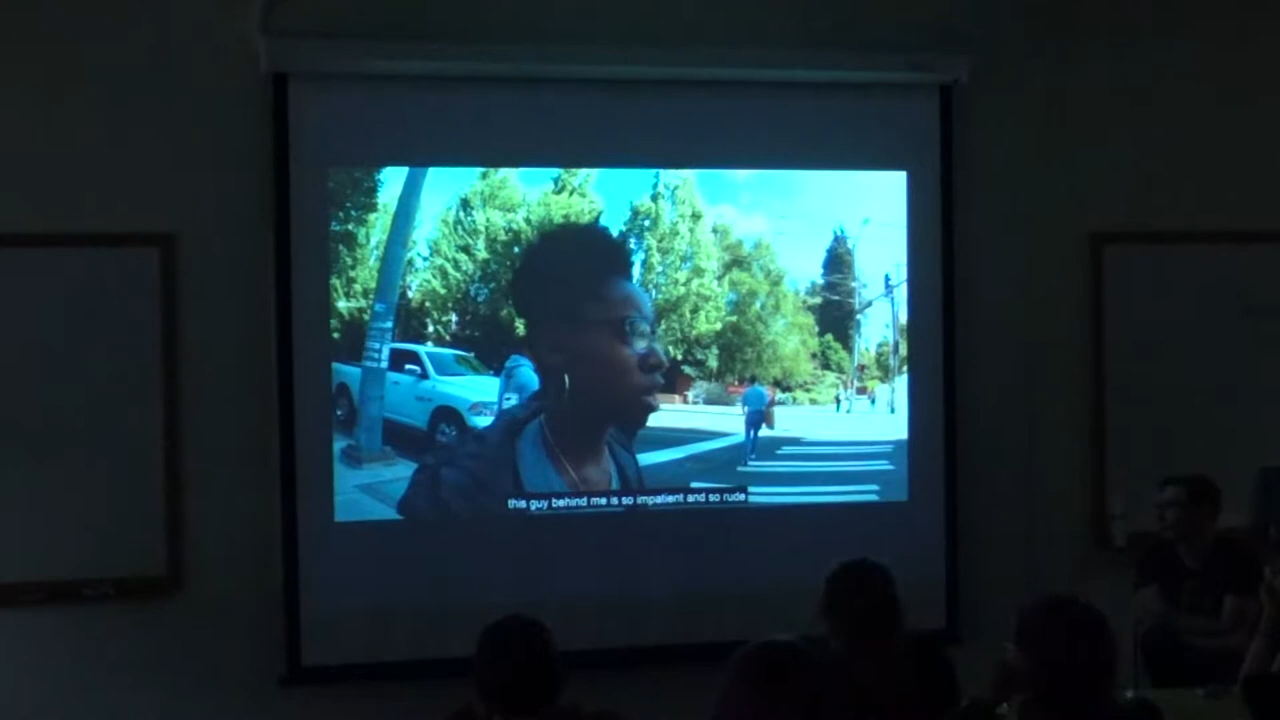 this guy behind me is so impatient and so rude